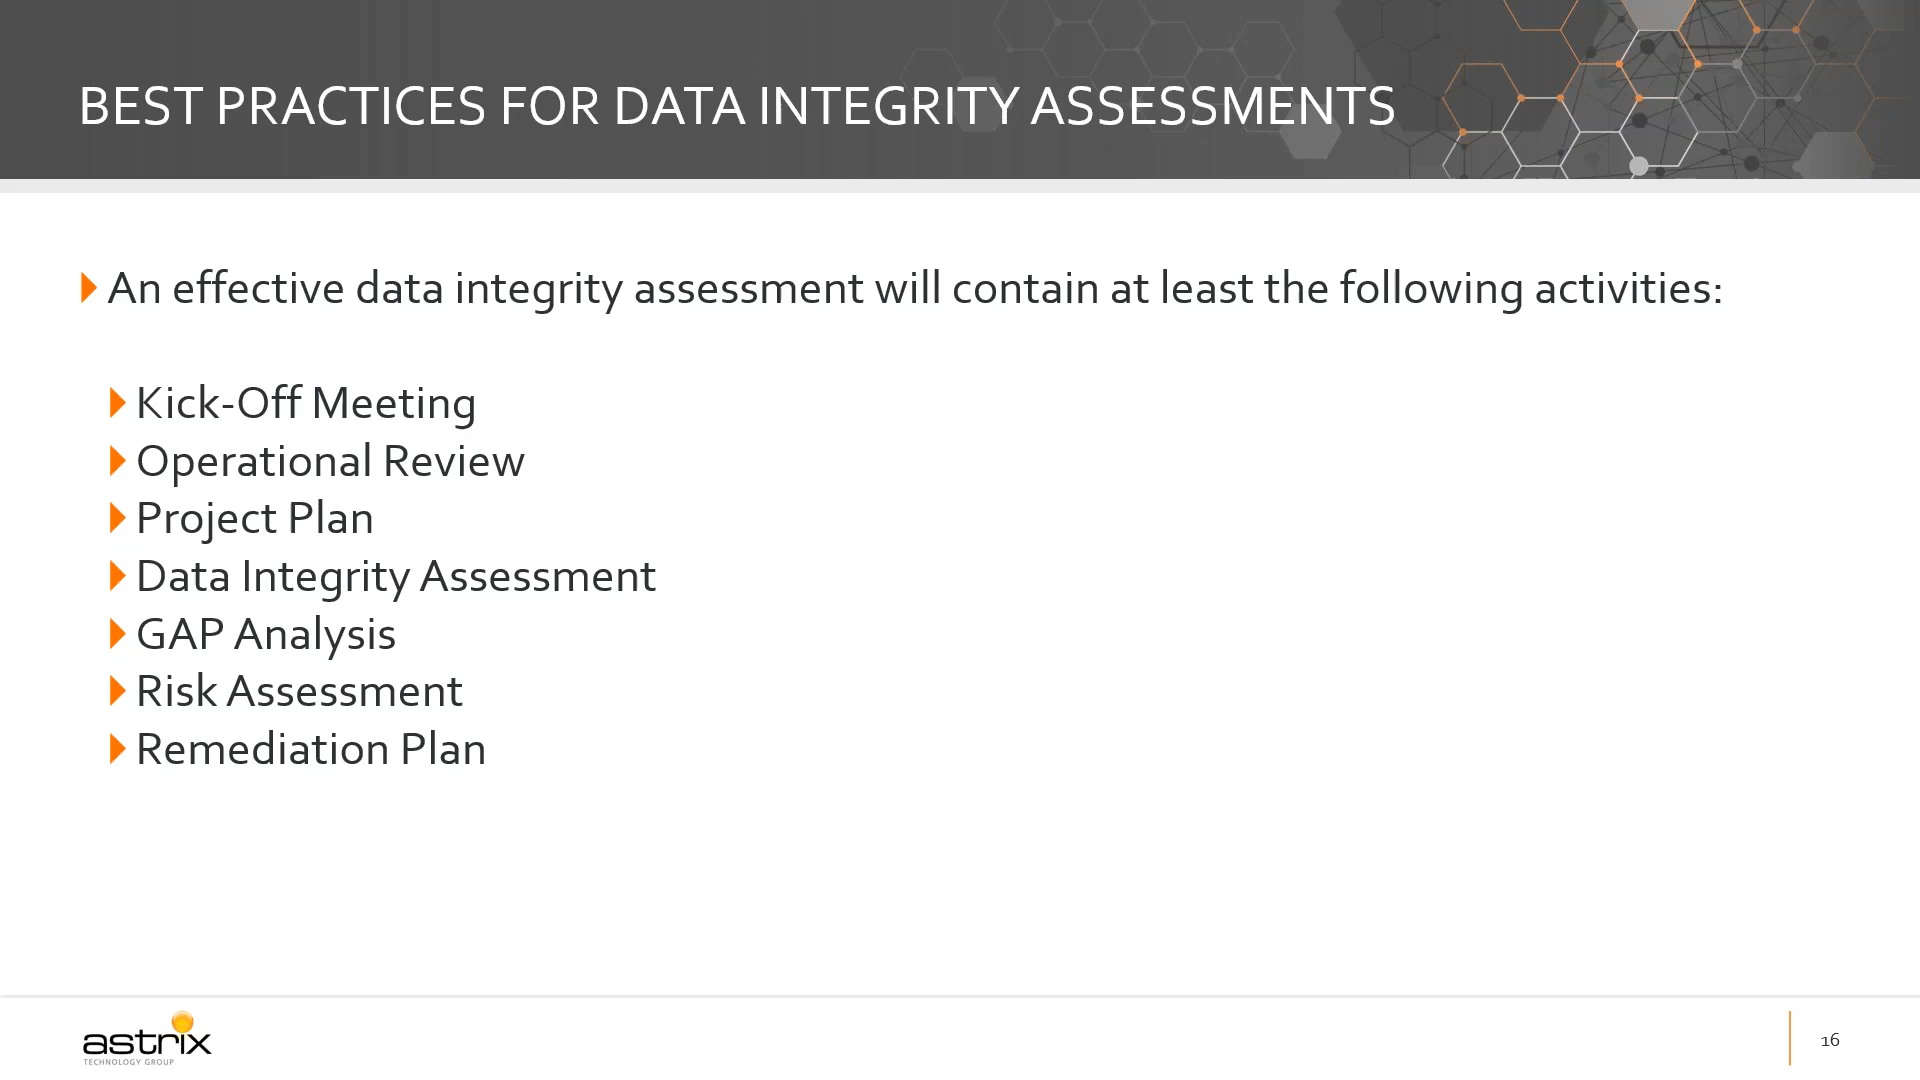 BEST PRACTICES FOR DATA INTEGRITY ASSESSMENTS
An effective data integrity assessment will contain at least the following activities:
Kick-Off Meeting
Operational Review
Project Plan
Data Integrity Assessment
GAP Analysis
Risk Assessment
Remediation Plan
astrix
TECHNOLOGY GROUP
16